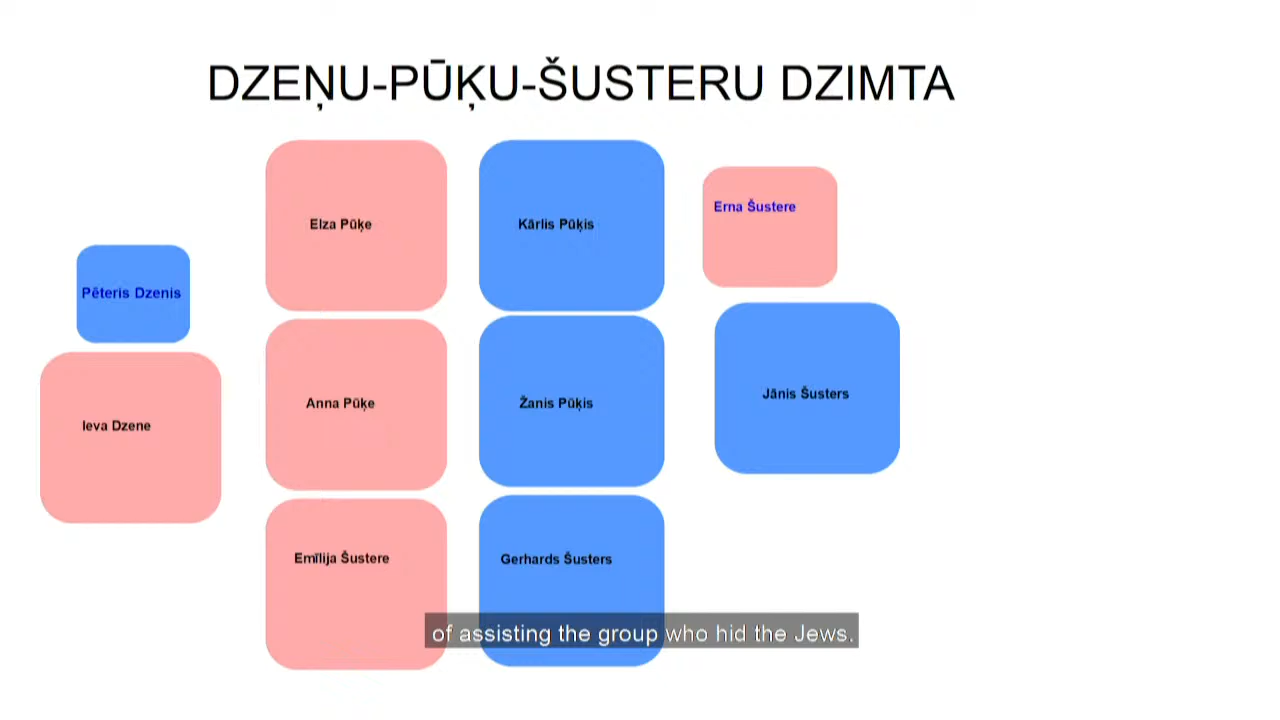 DZEŅU-PŪĶU-ŠUSTERU DZIMTA
Elza Pūķe
Kārlis Pūķis
Erna Šustere
Pēteris Dzenis
Ieva Dzene
Anna Pūķe
Žanis Pūķis
Jānis Šusters
Emīlija Šustere
Gerhards Šusters
of assisting the group who hid the Jews.